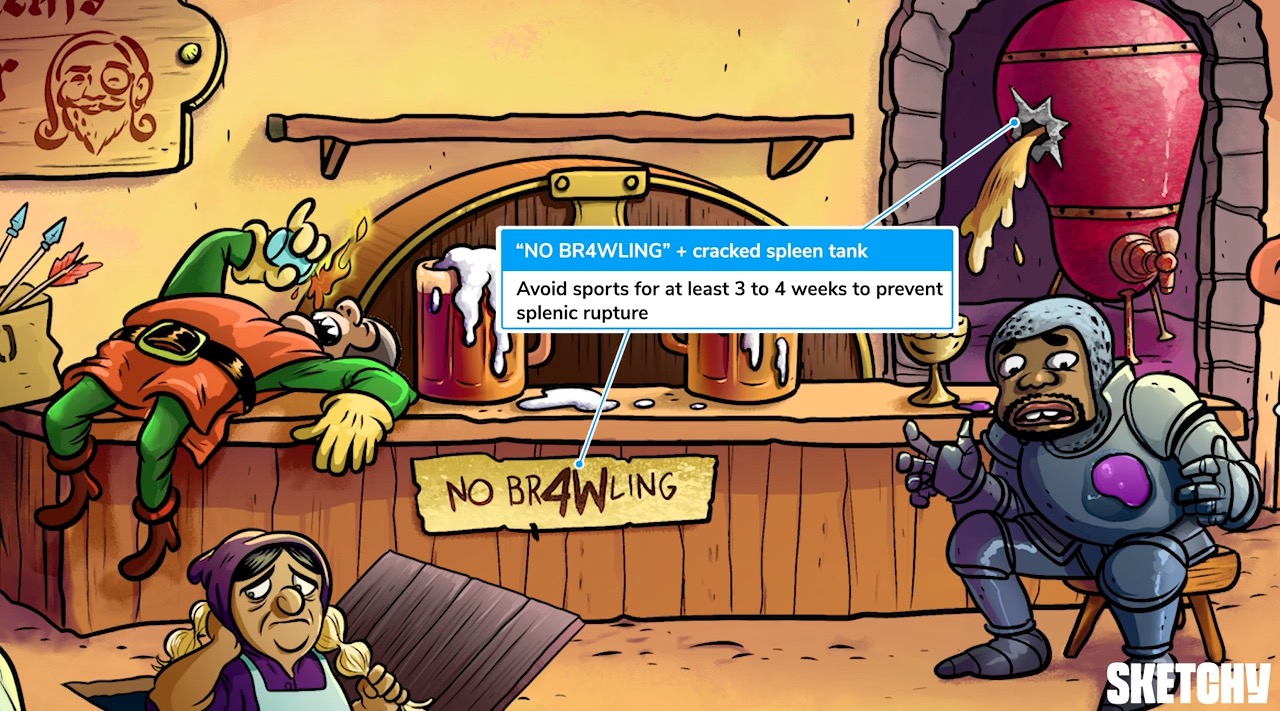 “NO BR4WLING” + cracked spleen tank
Avoid sports for at least 3 to 4 weeks to prevent
splenic rupture
NO BR4WLING
SKETCHY